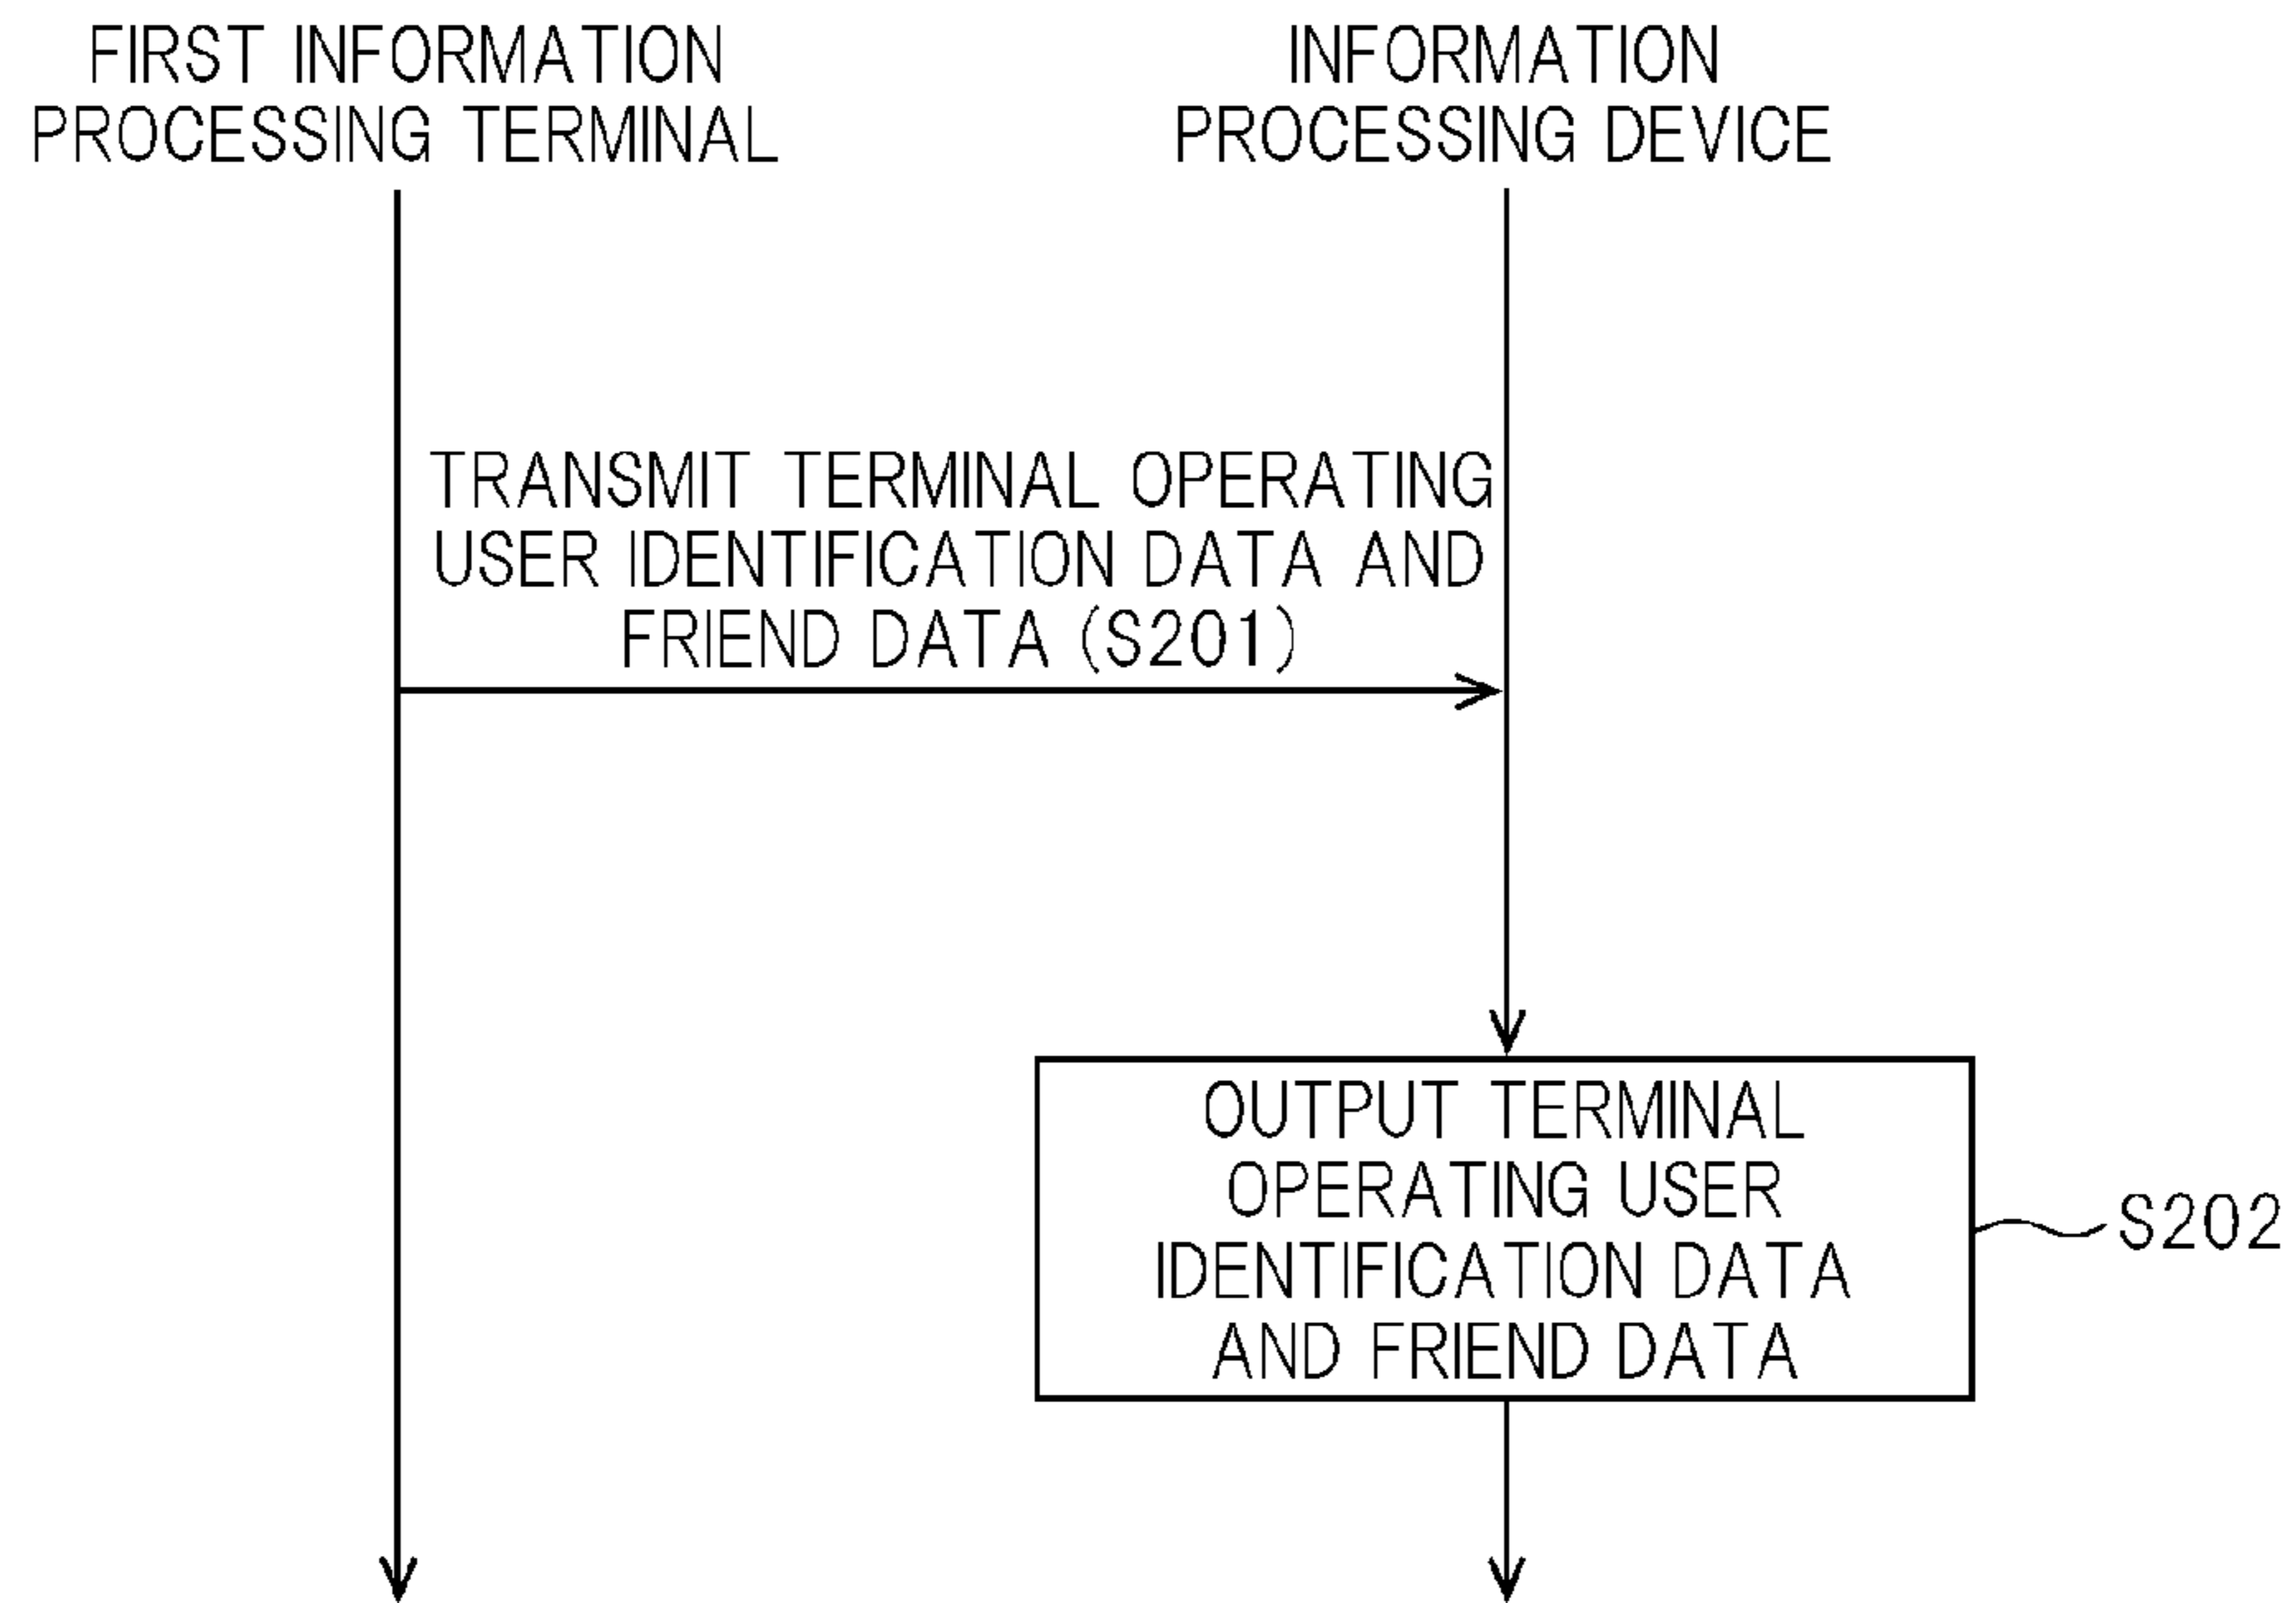 FIRST INFORMATION
PROCESSING TERMINAL
INFORMATION
PROCESSING DEVICE
TRANSMIT TERMINAL OPERATING
USER IDENTIFICATION DATA AND
FRIEND DATA (S201)
OUTPUT TERMINAL
OPERATING USER
IDENTIFICATION DATA
AND FRIEND DATA
S202